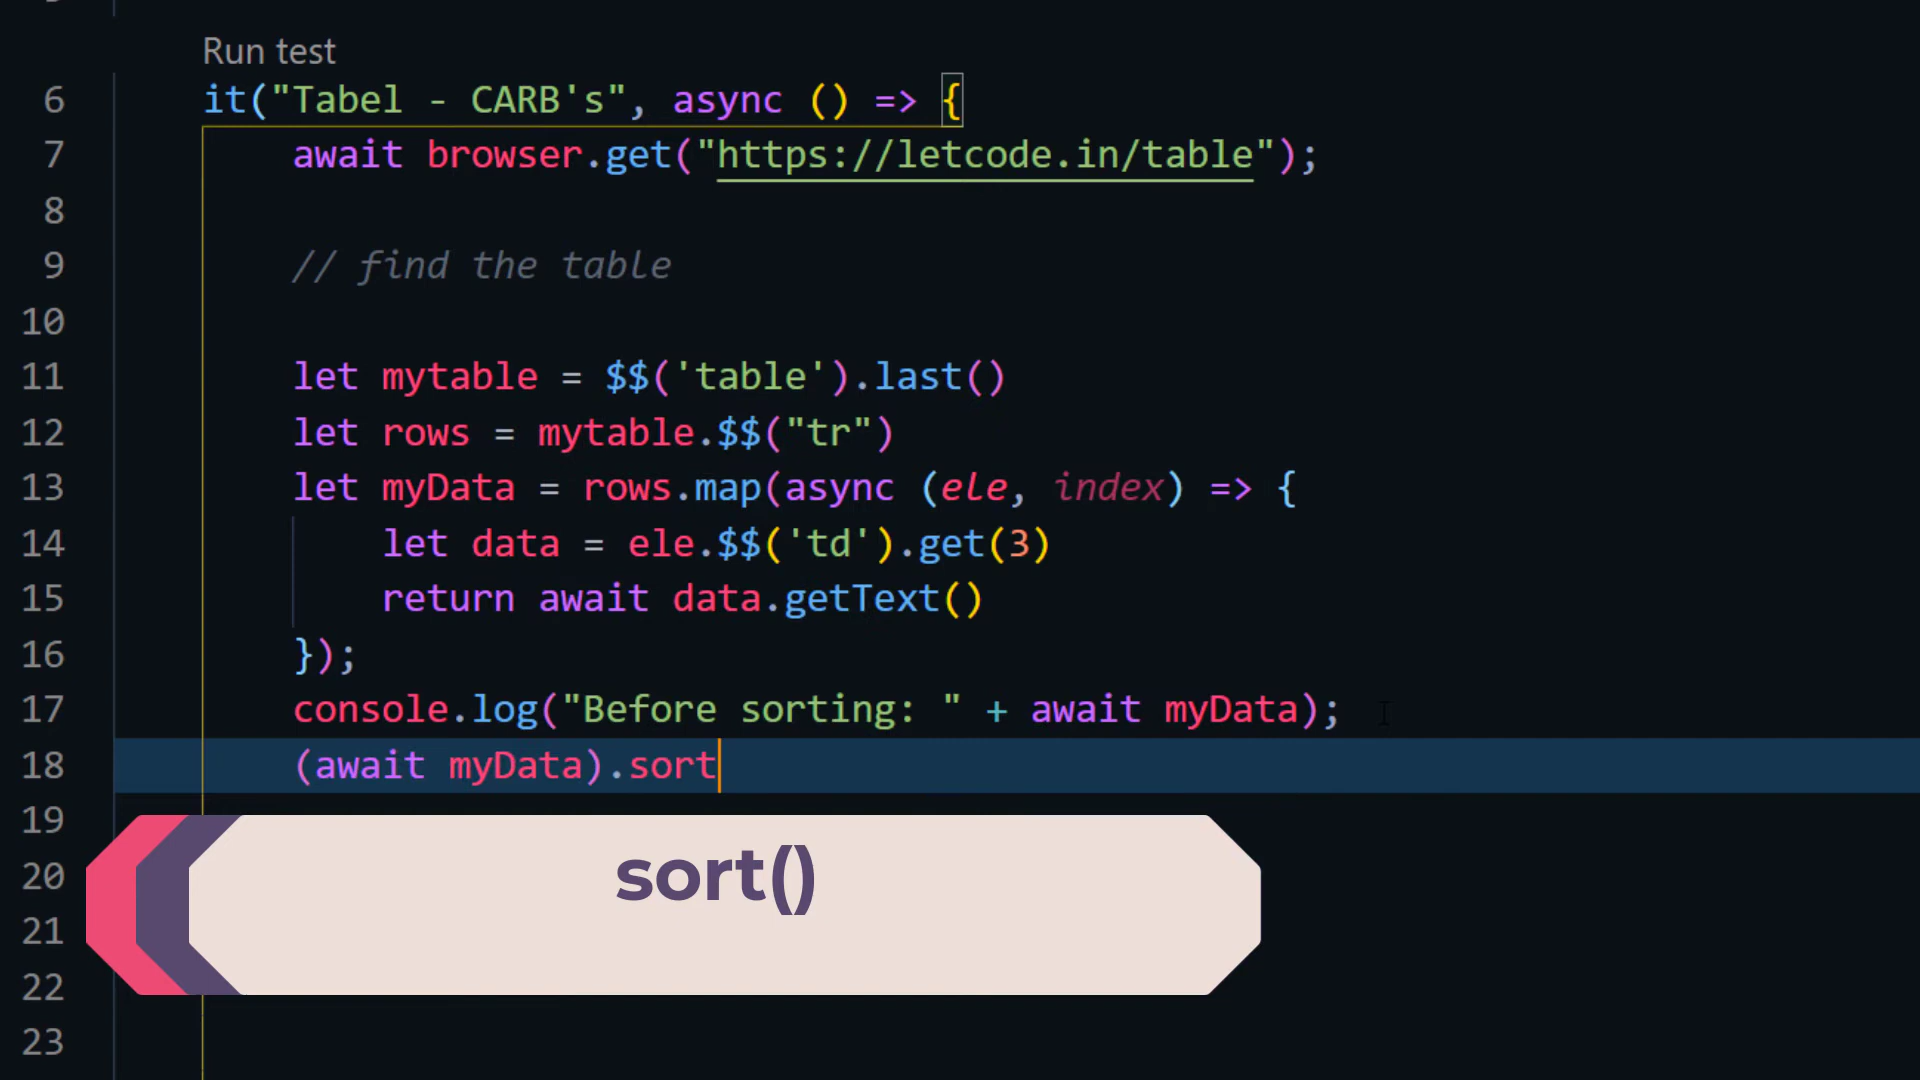 Run test
6 it("Tabel - CARB's", async () => {
7 await browser.get("https://letcode.in/table");
8
9 // find the table
10
11 let mytable = $$('table').last()
12 let rows = mytable.$$("tr")
13 let myData = rows.map(async (ele, index) => {
14 let data = ele.$$('td').get(3)
15 return await data.getText()
16 });
17 console.log("Before sorting: " + await myData);
18 (await myData).sort
19
20 sort()
21
22
23